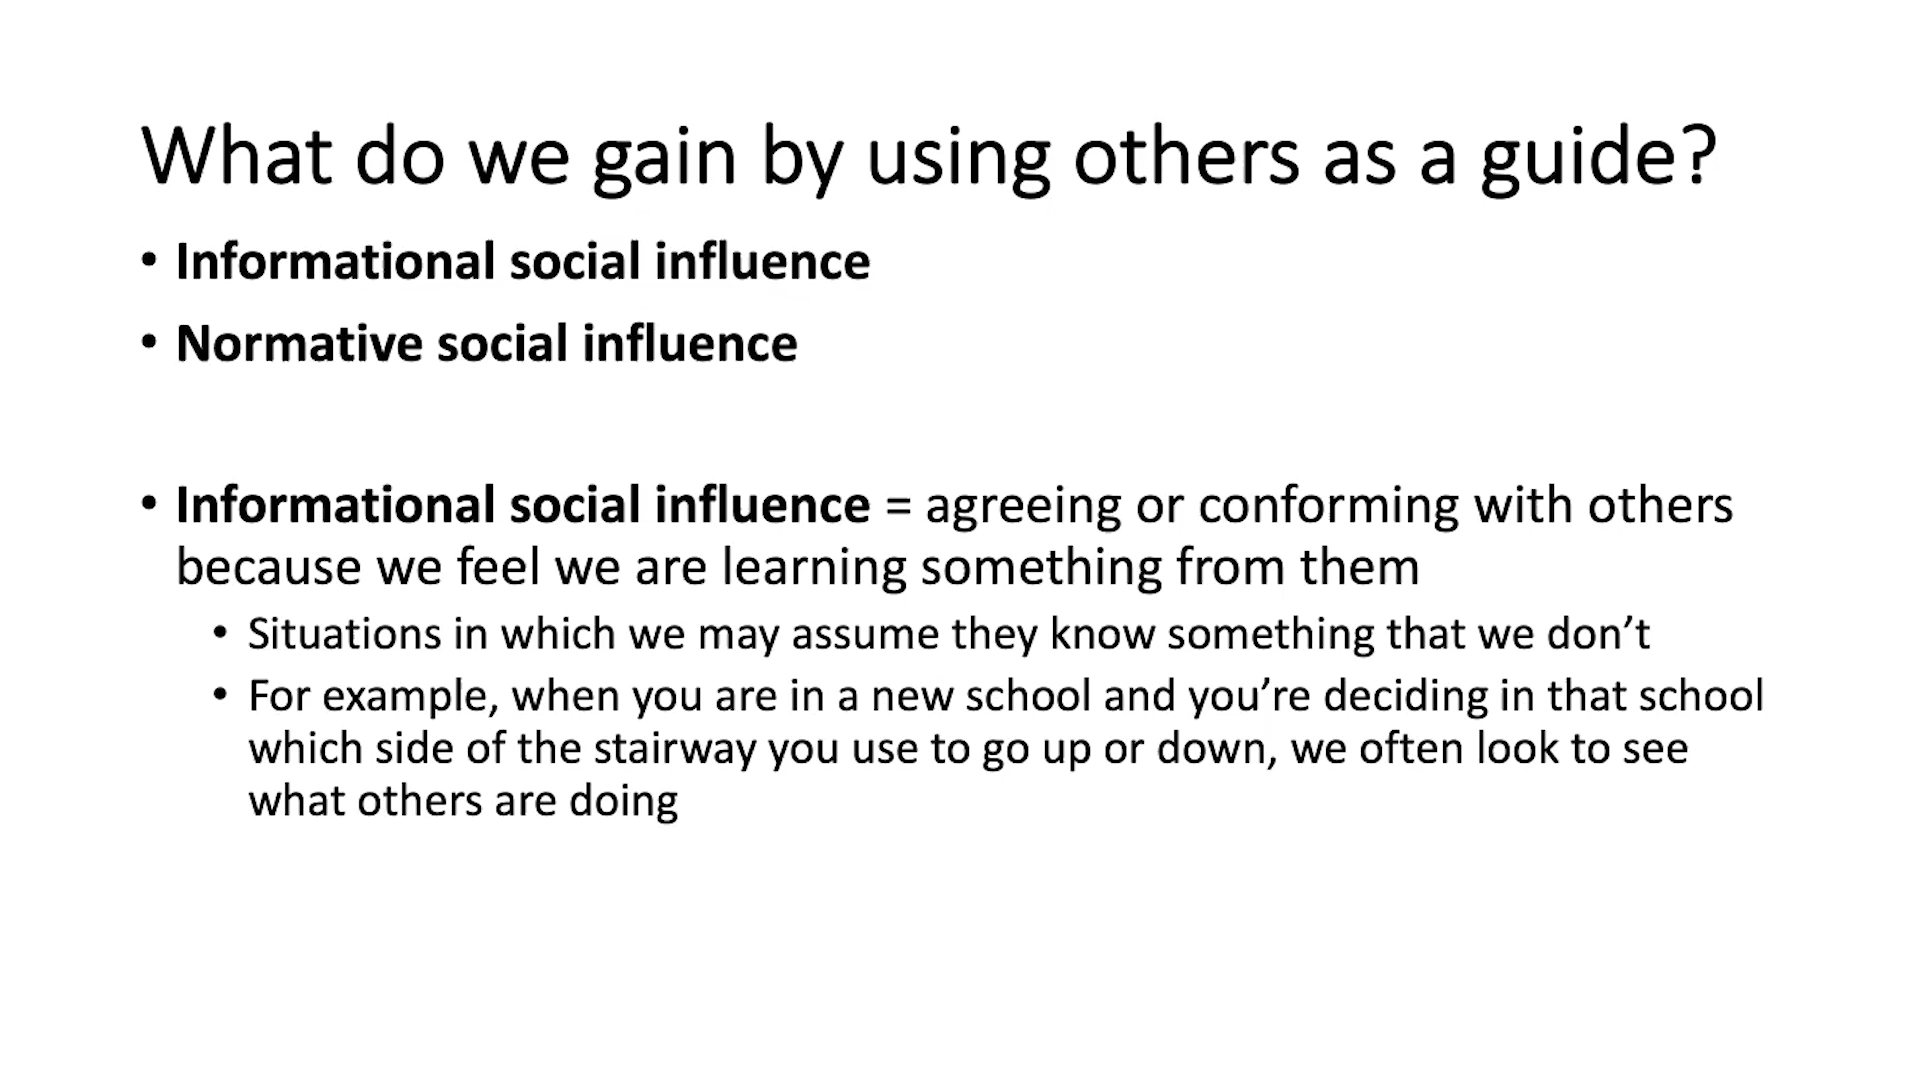 What do we gain by using others as a guide?
• Informational social influence
• Normative social influence
• Informational social influence = agreeing or conforming with others
because we feel we are learning something from them
• Situations in which we may assume they know something that we don’t
• For example, when you are in a new school and you’re deciding in that school
which side of the stairway you use to go up or down, we often look to see
what others are doing